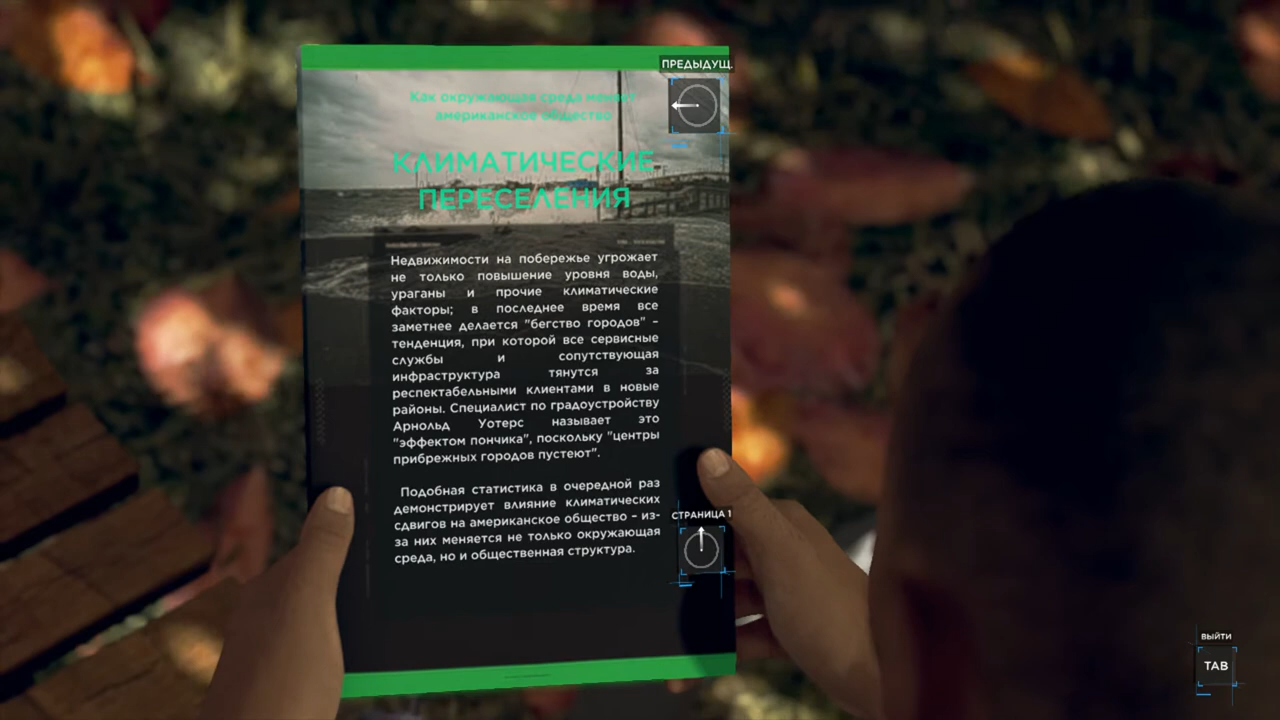 ПРЕДЫДУЩ.
Как окружающая среда меняет
американское общество
КЛИМАТИЧЕСКИЕ
ПЕРЕСЕЛЕНИЯ
Недвижимости на побережье угрожает
не только повышение уровня воды,
ураганы и прочие климатические
факторы; в последнее время все
заметнее делается "бегство городов" –
тенденция, при которой все сервисные
службы и сопутствующая
инфраструктура тянутся за
респектабельными клиентами в новые
районы. Специалист по градоустройству
Арнольд Уотерс называет это
"эффектом пончика", поскольку "центры
прибрежных городов пустеют".
Подобная статистика в очередной раз
демонстрирует влияние климатических
сдвигов на американское общество – из-
за них меняется не только окружающая
среда, но и общественная структура.
СТРАНИЦА 1
ВЫЙТИ
TAB